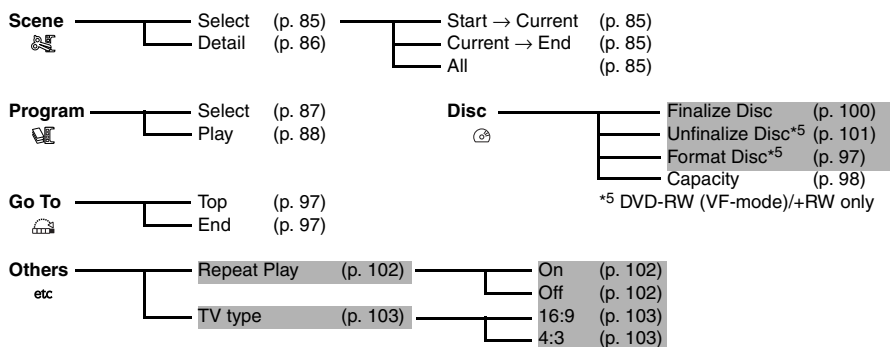 Scene Select (p. 85) Start → Current (p. 85)
Detail (p. 86) Current → End (p. 85)
All (p. 85)
Program Select (p. 87)
Play (p. 88)
Disc Finalize Disc (p. 100)
Unfinalize Disc*5 (p. 101)
Format Disc*5 (p. 97)
Capacity (p. 98)
*5 DVD-RW (VF-mode)/+RW only
Go To Top (p. 97)
End (p. 97)
Others Repeat Play (p. 102) On (p. 102)
etc Off (p. 102)
TV type (p. 103) 16:9 (p. 103)
4:3 (p. 103)